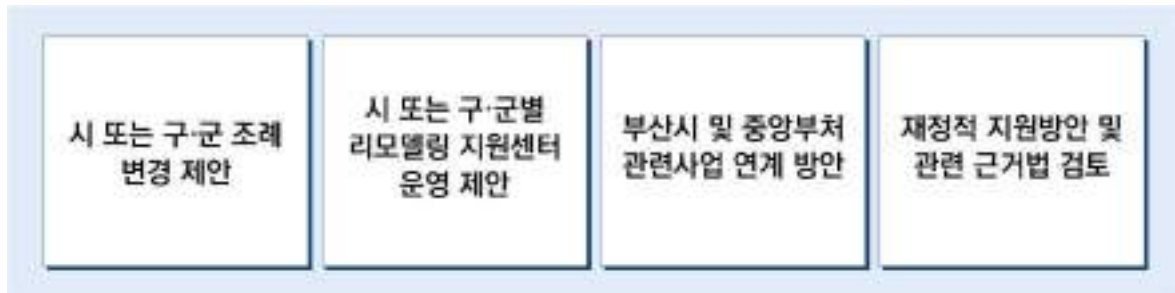 시 또는 구·군 조례
변경 제안
시 또는 구·군별
리모델링 지원센터
운영 제안
부산시 및 중앙부처
관련사업 연계 방안
재정적 지원방안 및
관련 근거법 검토